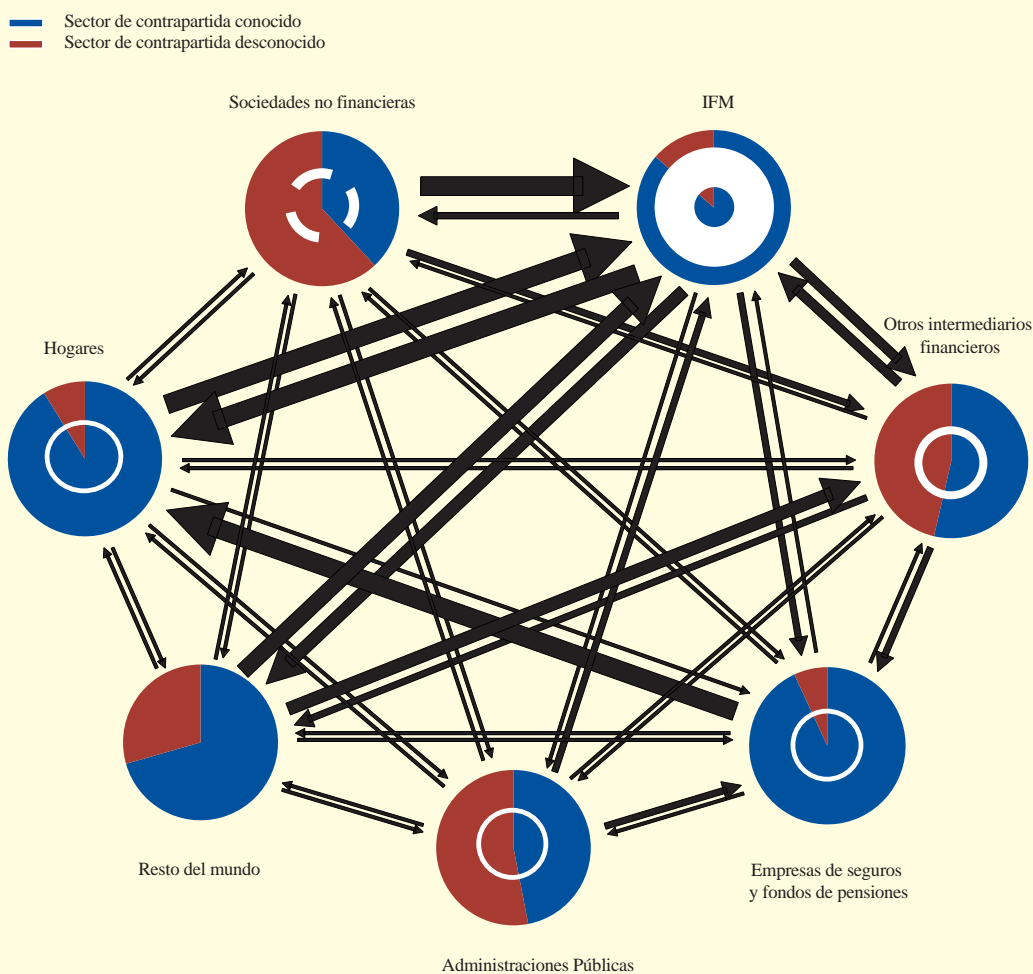 Sector de contrapartida conocido
Sector de contrapartida desconocido
Sociedades no financieras
IFM
Otros intermediarios
financieros
Hogares
Resto del mundo
Empresas de seguros
y fondos de pensiones
Administraciones Públicas